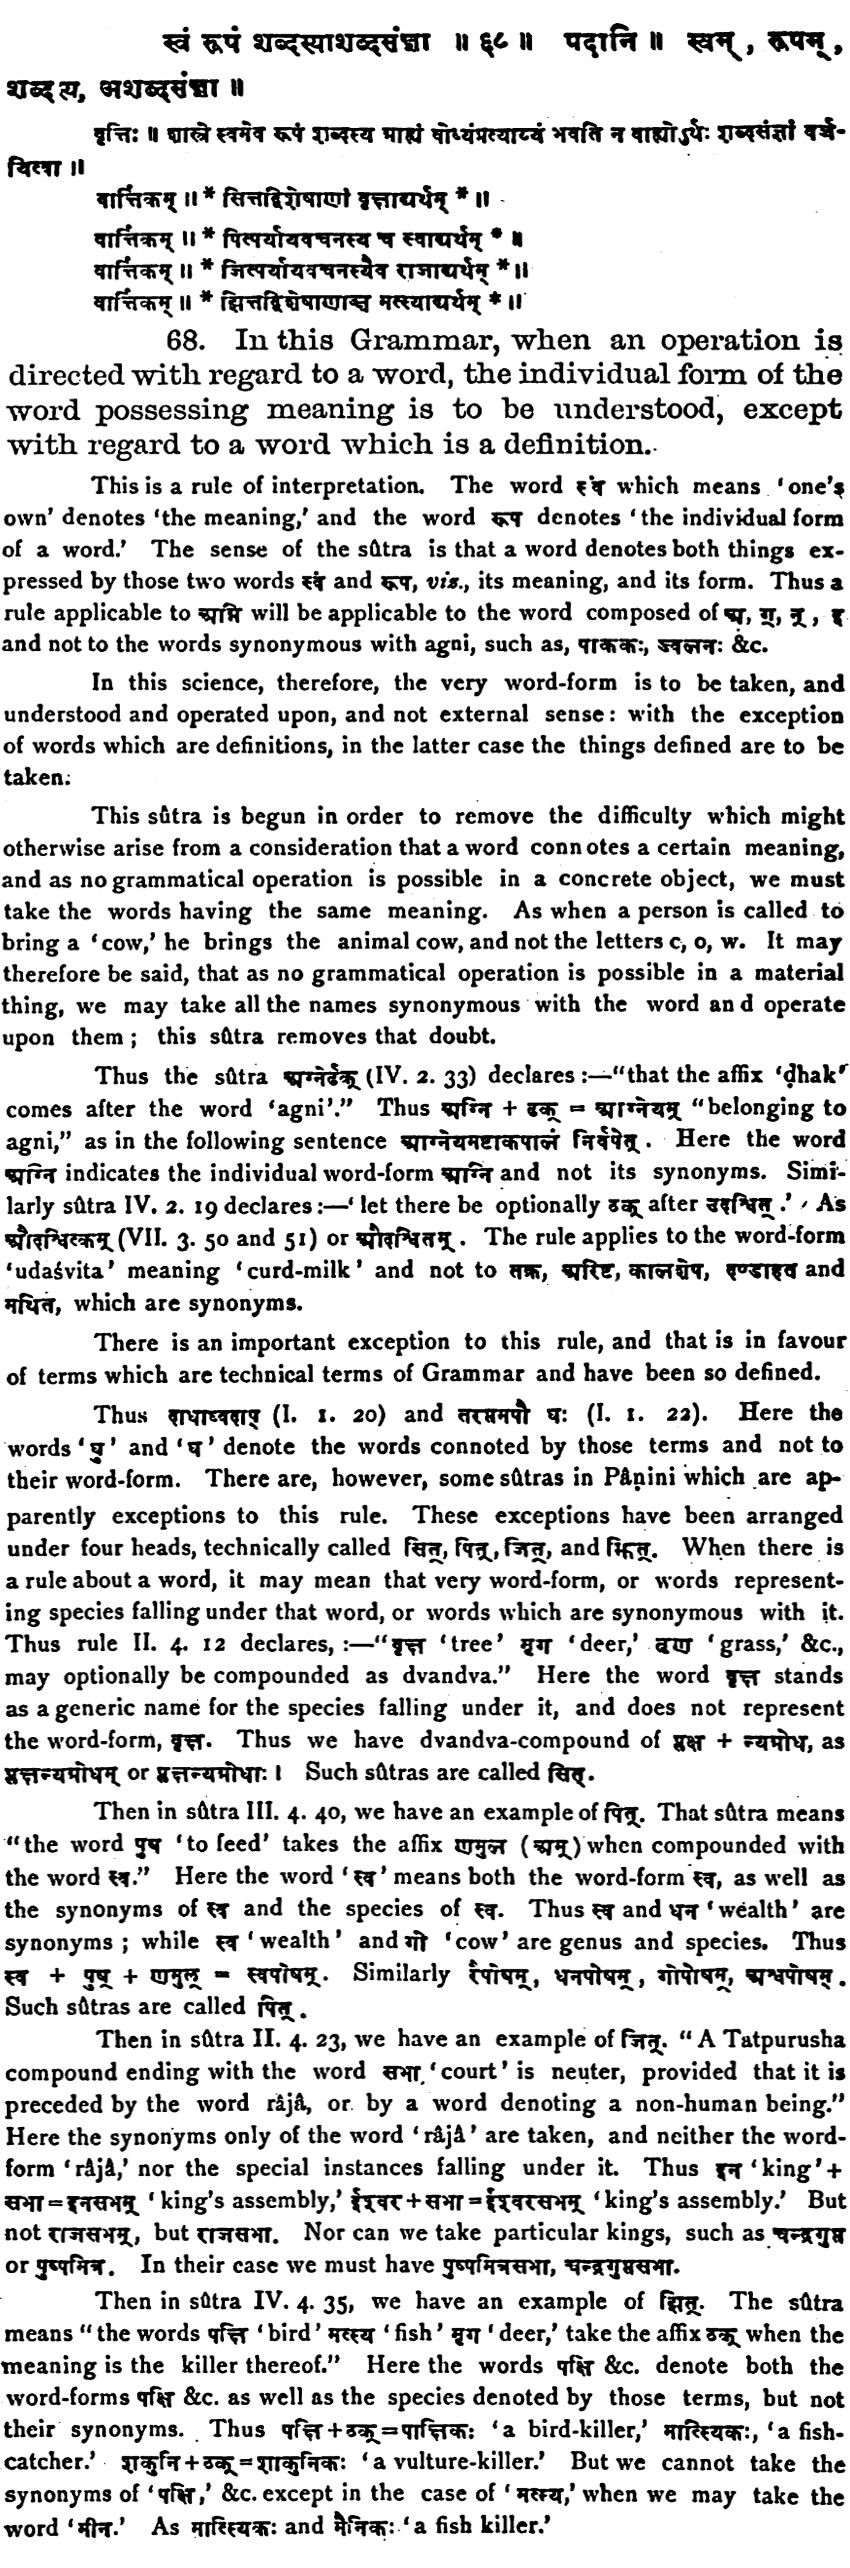 स्वं रूपं शब्दस्याशब्दसंज्ञा ॥ ६८ ॥ पदानि ॥ स्वम् , रूपम् ,
शब्दस्य, अशब्दसंज्ञा ॥
वृत्तिः ॥ शास्त्रे स्वमेव रूपं शब्दस्य ग्राह्यं बोध्यंप्रत्याय्यं भवति न बाह्योऽर्थः शब्दसंज्ञां वर्ज-
यित्वा ॥
वार्त्तिकम् ॥ * सित्तद्विशेषाणां वृक्षाद्यर्थम् * ॥
वार्त्तिकम् ॥ * पित्पर्यायवचनस्य च स्वाद्यर्थम् * ॥
वार्त्तिकम् ॥ * जित्पर्यायवचनस्यैव राजाद्यर्थम् * ॥
वार्त्तिकम् ॥ * झित्तद्विशेषाणाञ्च मत्स्याद्यर्थम् * ॥
68. In this Grammar, when an operation is
directed with regard to a word, the individual form of the
word possessing meaning is to be understood, except
with regard to a word which is a definition.
This is a rule of interpretation. The word स्वं which means 'one's
own' denotes 'the meaning,' and the word रूप denotes 'the individual form
of a word.' The sense of the sûtra is that a word denotes both things ex-
pressed by those two words स्वं and रूप, vis., its meaning, and its form. Thus a
rule applicable to अग्नि will be applicable to the word composed of अ, ग्, न् , इ
and not to the words synonymous with agni, such as, पाककः, ज्वलनः &c.
In this science, therefore, the very word-form is to be taken, and
understood and operated upon, and not external sense: with the exception
of words which are definitions, in the latter case the things defined are to be
taken.
This sûtra is begun in order to remove the difficulty which might
otherwise arise from a consideration that a word connotes a certain meaning,
and as no grammatical operation is possible in a concrete object, we must
take the words having the same meaning. As when a person is called to
bring a 'cow,' he brings the animal cow, and not the letters c, o, w. It may
therefore be said, that as no grammatical operation is possible in a material
thing, we may take all the names synonymous with the word and operate
upon them ; this sûtra removes that doubt.
Thus the sûtra अग्नेर्ढक् (IV. 2. 33) declares :—"that the affix 'ḍhak'
comes after the word 'agni'." Thus अग्नि + ढक् = आग्नेयम् "belonging to
agni," as in the following sentence आग्नेयमष्टाकपालं निर्वपेत् . Here the word
अग्नि indicates the individual word-form अग्नि and not its synonyms. Simi-
larly sûtra IV. 2. 19 declares :—' let there be optionally ठक् after उदश्वित् .' As
औदश्वित्कम् (VII. 3. 50 and 51) or औदश्वितम् . The rule applies to the word-form
'udaśvita' meaning 'curd-milk' and not to तक्र, अरिष्ट, कालशेय, दण्डाहत and
मथित, which are synonyms.
There is an important exception to this rule, and that is in favour
of terms which are technical terms of Grammar and have been so defined.
Thus दाधाघ्वदाप् (I. 1. 20) and तरप्तमपौ घः (I. 1. 22). Here the
words 'घु' and 'घ' denote the words connoted by those terms and not to
their word-form. There are, however, some sûtras in Pâṇini which are ap-
parently exceptions to this rule. These exceptions have been arranged
under four heads, technically called सित्, पित्, जित्, and झित्. When there is
a rule about a word, it may mean that very word-form, or words represent-
ing species falling under that word, or words which are synonymous with it.
Thus rule II. 4. 12 declares, :—"वृक्ष 'tree' मृग 'deer,' तृण 'grass,' &c.,
may optionally be compounded as dvandva." Here the word वृक्ष stands
as a generic name for the species falling under it, and does not represent
the word-form, वृक्ष. Thus we have dvandva-compound of प्लक्ष + न्यग्रोध, as
प्लक्षन्यग्रोधम् or प्लक्षन्यग्रोधाः । Such sûtras are called सित्.
Then in sûtra III. 4. 40, we have an example of पित्. That sûtra means
"the word पुष 'to feed' takes the affix णमुल (अम्) when compounded with
the word स्व." Here the word 'स्व' means both the word-form स्व, as well as
the synonyms of स्व and the species of स्व. Thus स्व and धन 'wealth' are
synonyms ; while स्व 'wealth' and गो 'cow' are genus and species. Thus
स्व + पुष् + णमुल् = स्वपोषम्. Similarly रैपोषम्, धनपोषम् , गोपोषम्, अश्वपोषम् .
Such sûtras are called पित् .
Then in sûtra II. 4. 23, we have an example of जित्. "A Tatpurusha
compound ending with the word सभा 'court' is neuter, provided that it is
preceded by the word râjâ, or by a word denoting a non-human being."
Here the synonyms only of the word 'râjâ' are taken, and neither the word-
form 'râjâ,' nor the special instances falling under it. Thus इन 'king' +
सभा = इनसभम् 'king's assembly,' ईश्वर + सभा = ईश्वरसभम् 'king's assembly.' But
not राजसभम्, but राजसभा. Nor can we take particular kings, such as चन्द्रगुप्त
or पुष्पमित्र. In their case we must have पुष्पमित्रसभा, चन्द्रगुप्तसभा.
Then in sûtra IV. 4. 35, we have an example of झित्. The sûtra
means "the words पक्षि 'bird' मत्स्य 'fish' मृग 'deer,' take the affix ठक् when the
meaning is the killer thereof." Here the words पक्षि &c. denote both the
word-forms पक्षि &c. as well as the species denoted by those terms, but not
their synonyms. Thus पक्षि + ठक् = पाक्षिकः 'a bird-killer,' मात्स्यिकः, 'a fish-
catcher.' शकुनि + ठक् = शाकुनिकः 'a vulture-killer.' But we cannot take the
synonyms of 'पक्षि,' &c. except in the case of 'मत्स्य,' when we may take the
word 'मीन.' As मात्स्यिकः and मैनिकः 'a fish killer.'